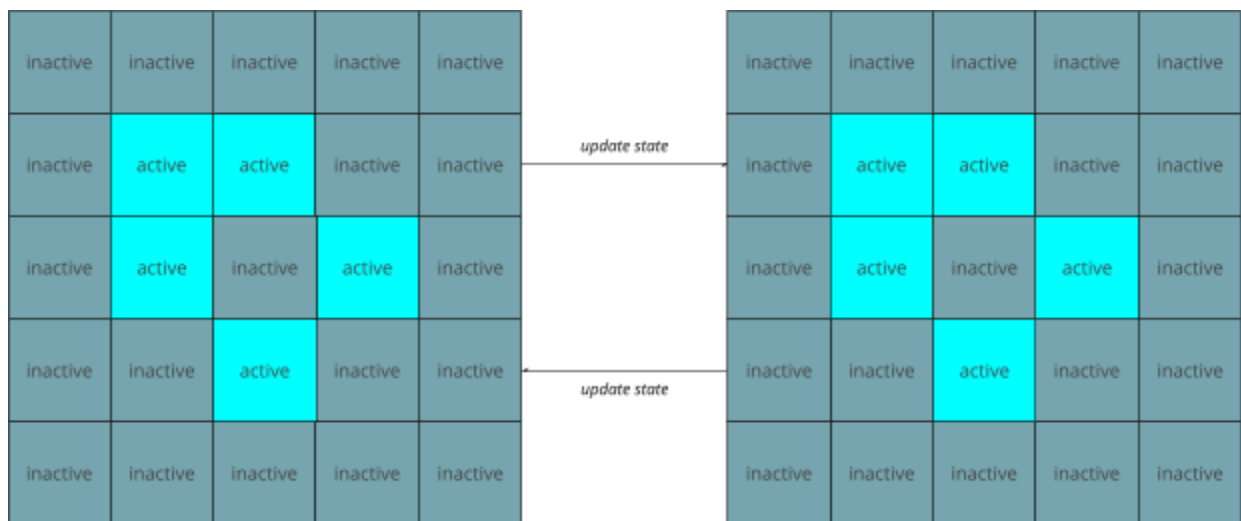 inactive inactive inactive inactive inactive inactive inactive inactive inactive inactive
update state
inactive active active inactive inactive inactive active active inactive inactive
inactive active inactive active inactive inactive active inactive active inactive
inactive inactive active inactive inactive inactive inactive active inactive inactive
update state
inactive inactive inactive inactive inactive inactive inactive inactive inactive inactive